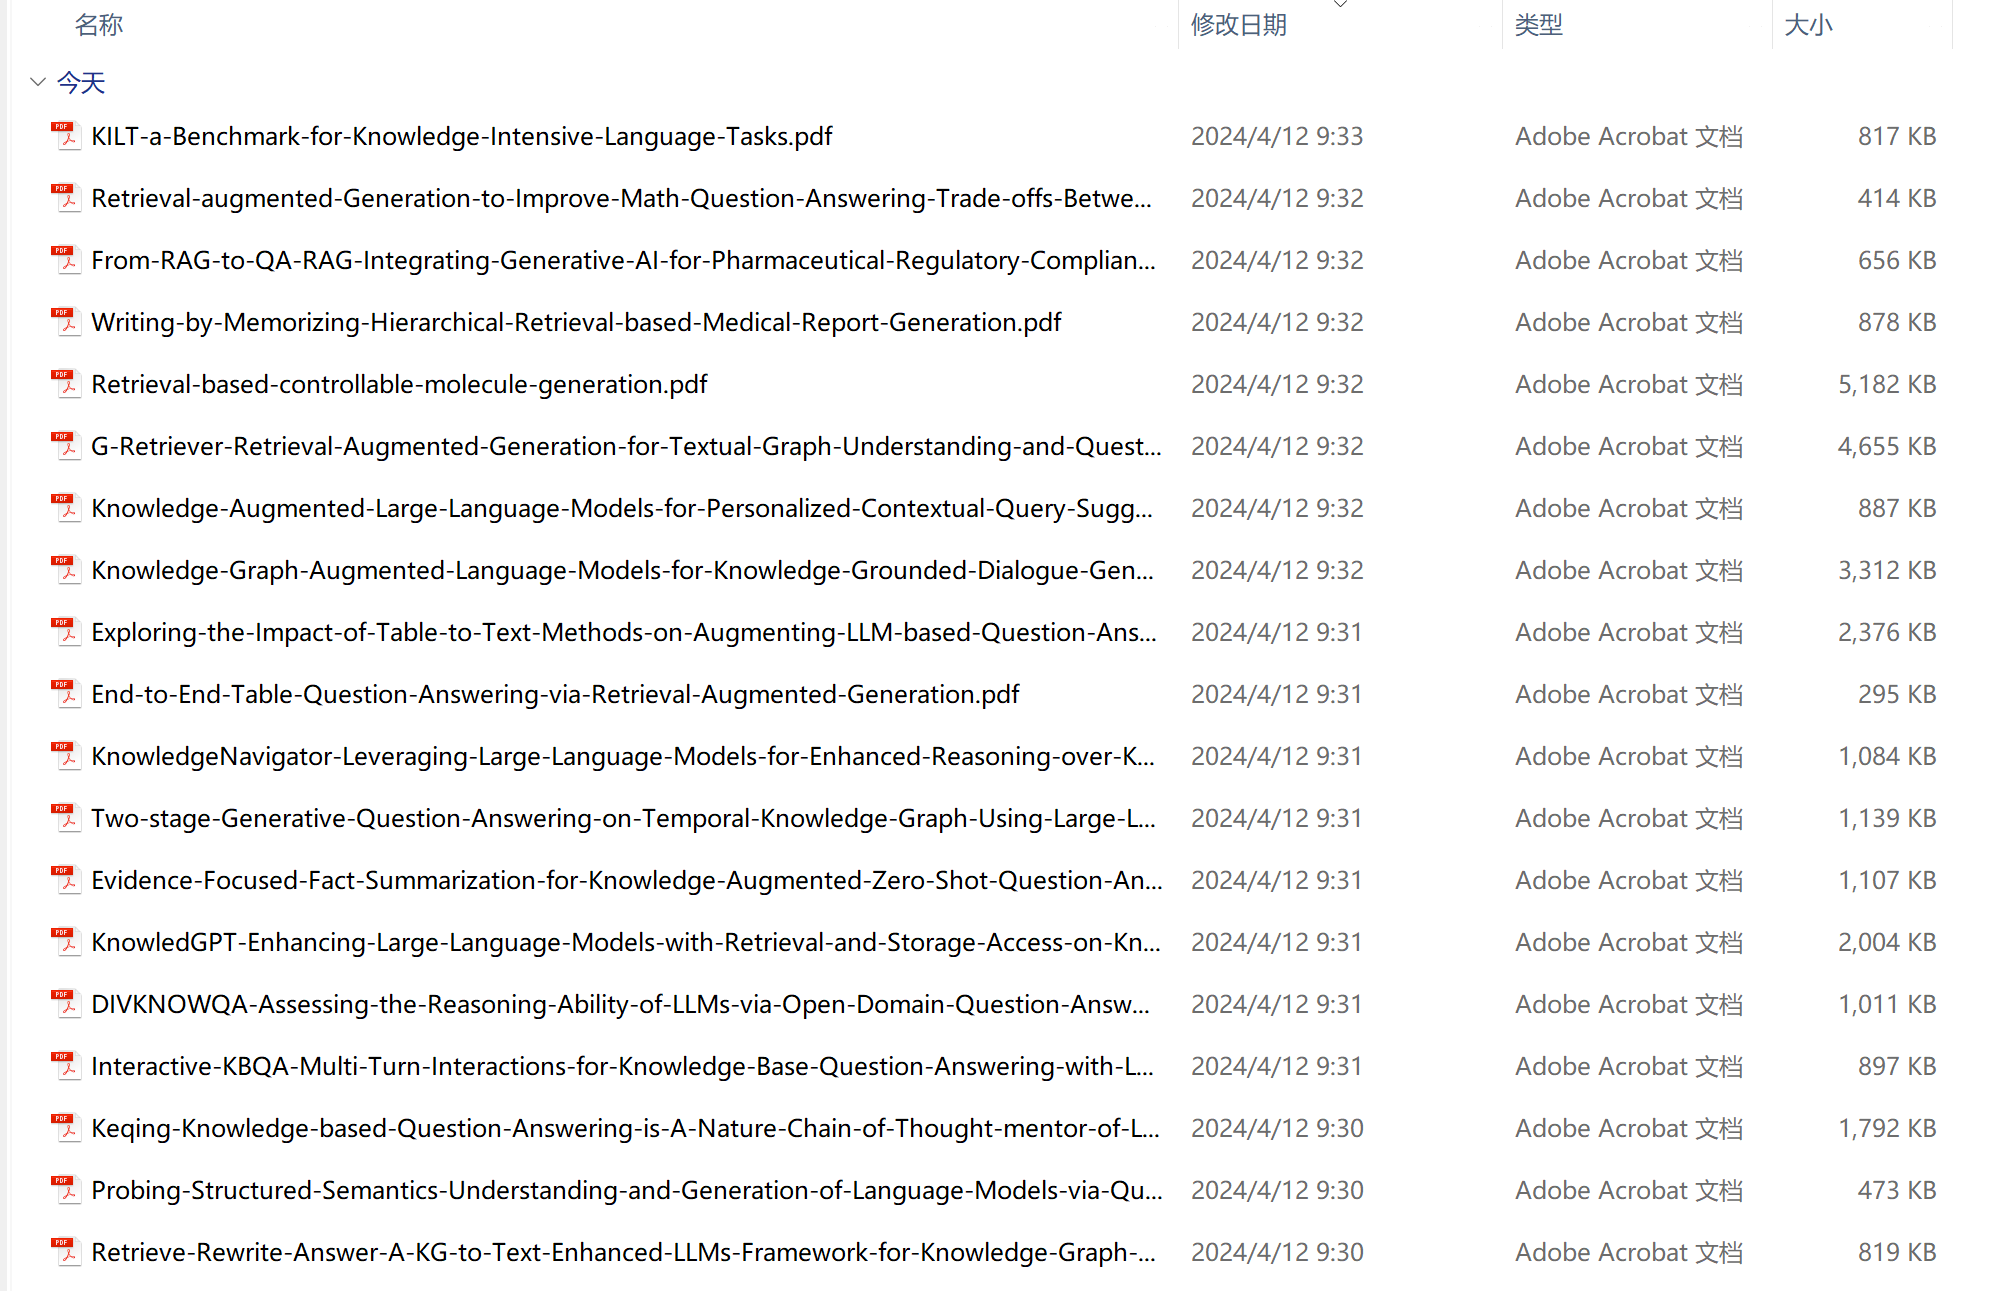 名称 修改日期 类型 大小
今天
KILT-a-Benchmark-for-Knowledge-Intensive-Language-Tasks.pdf 2024/4/12 9:33 Adobe Acrobat 文档 817 KB
Retrieval-augmented-Generation-to-Improve-Math-Question-Answering-Trade-offs-Betwe... 2024/4/12 9:32 Adobe Acrobat 文档 414 KB
From-RAG-to-QA-RAG-Integrating-Generative-AI-for-Pharmaceutical-Regulatory-Complian... 2024/4/12 9:32 Adobe Acrobat 文档 656 KB
Writing-by-Memorizing-Hierarchical-Retrieval-based-Medical-Report-Generation.pdf 2024/4/12 9:32 Adobe Acrobat 文档 878 KB
Retrieval-based-controllable-molecule-generation.pdf 2024/4/12 9:32 Adobe Acrobat 文档 5,182 KB
G-Retriever-Retrieval-Augmented-Generation-for-Textual-Graph-Understanding-and-Quest... 2024/4/12 9:32 Adobe Acrobat 文档 4,655 KB
Knowledge-Augmented-Large-Language-Models-for-Personalized-Contextual-Query-Sugg... 2024/4/12 9:32 Adobe Acrobat 文档 887 KB
Knowledge-Graph-Augmented-Language-Models-for-Knowledge-Grounded-Dialogue-Gen... 2024/4/12 9:32 Adobe Acrobat 文档 3,312 KB
Exploring-the-Impact-of-Table-to-Text-Methods-on-Augmenting-LLM-based-Question-Ans... 2024/4/12 9:31 Adobe Acrobat 文档 2,376 KB
End-to-End-Table-Question-Answering-via-Retrieval-Augmented-Generation.pdf 2024/4/12 9:31 Adobe Acrobat 文档 295 KB
KnowledgeNavigator-Leveraging-Large-Language-Models-for-Enhanced-Reasoning-over-K... 2024/4/12 9:31 Adobe Acrobat 文档 1,084 KB
Two-stage-Generative-Question-Answering-on-Temporal-Knowledge-Graph-Using-Large-L... 2024/4/12 9:31 Adobe Acrobat 文档 1,139 KB
Evidence-Focused-Fact-Summarization-for-Knowledge-Augmented-Zero-Shot-Question-An... 2024/4/12 9:31 Adobe Acrobat 文档 1,107 KB
KnowledGPT-Enhancing-Large-Language-Models-with-Retrieval-and-Storage-Access-on-Kn... 2024/4/12 9:31 Adobe Acrobat 文档 2,004 KB
DIVKNOWQA-Assessing-the-Reasoning-Ability-of-LLMs-via-Open-Domain-Question-Answ... 2024/4/12 9:31 Adobe Acrobat 文档 1,011 KB
Interactive-KBQA-Multi-Turn-Interactions-for-Knowledge-Base-Question-Answering-with-L... 2024/4/12 9:31 Adobe Acrobat 文档 897 KB
Keqing-Knowledge-based-Question-Answering-is-A-Nature-Chain-of-Thought-mentor-of-L... 2024/4/12 9:30 Adobe Acrobat 文档 1,792 KB
Probing-Structured-Semantics-Understanding-and-Generation-of-Language-Models-via-Qu... 2024/4/12 9:30 Adobe Acrobat 文档 473 KB
Retrieve-Rewrite-Answer-A-KG-to-Text-Enhanced-LLMs-Framework-for-Knowledge-Graph-... 2024/4/12 9:30 Adobe Acrobat 文档 819 KB